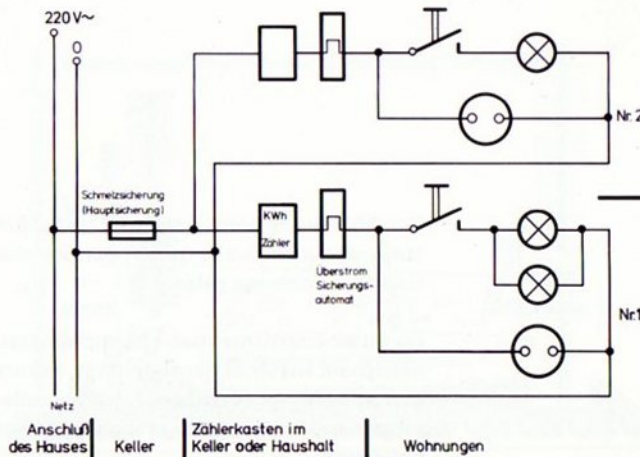 220 V~
0
Nr. 2
Schmelzsicherung
(Hauptsicherung)
KWh
Zähler
Überstrom
Sicherungs-
automat
Nr.1
Netz
Anschluß
des Hauses
Keller
Zählerkasten im
Keller oder Haushalt
Wohnungen